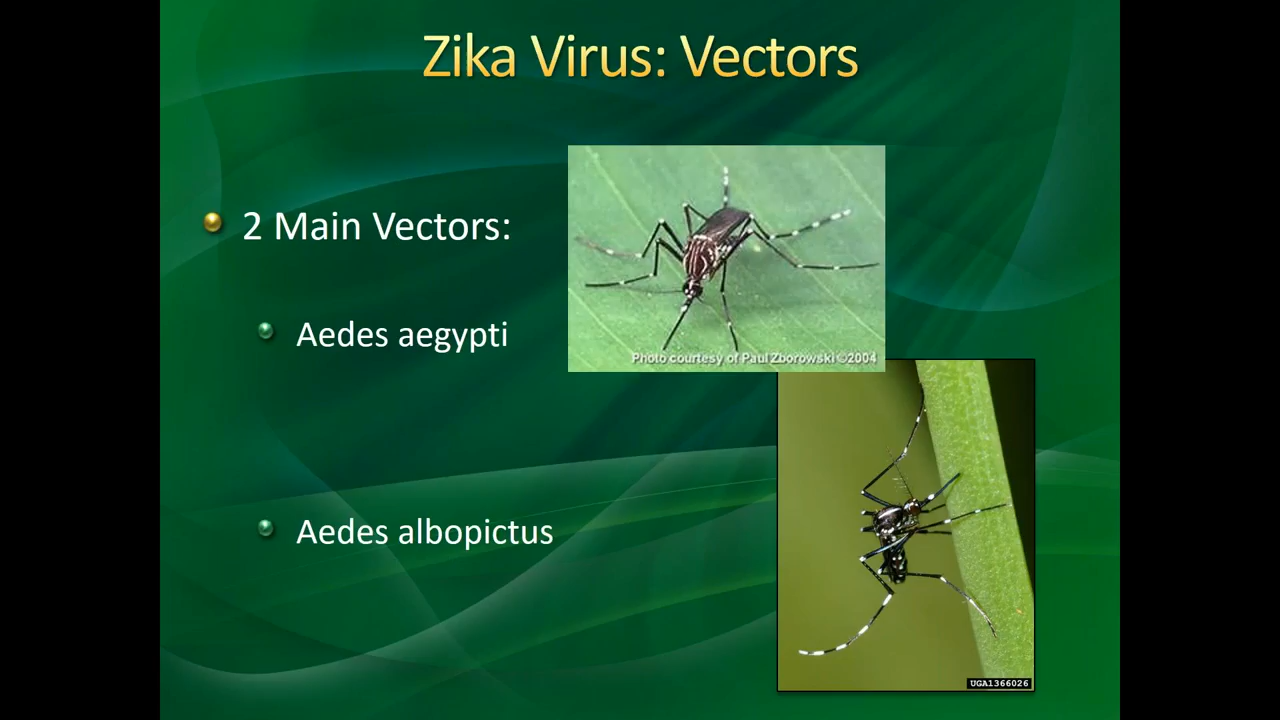 Zika Virus: Vectors
2 Main Vectors:
Aedes aegypti
Photo courtesy of Paul Zborowski ©2004
Aedes albopictus
UGA1366026